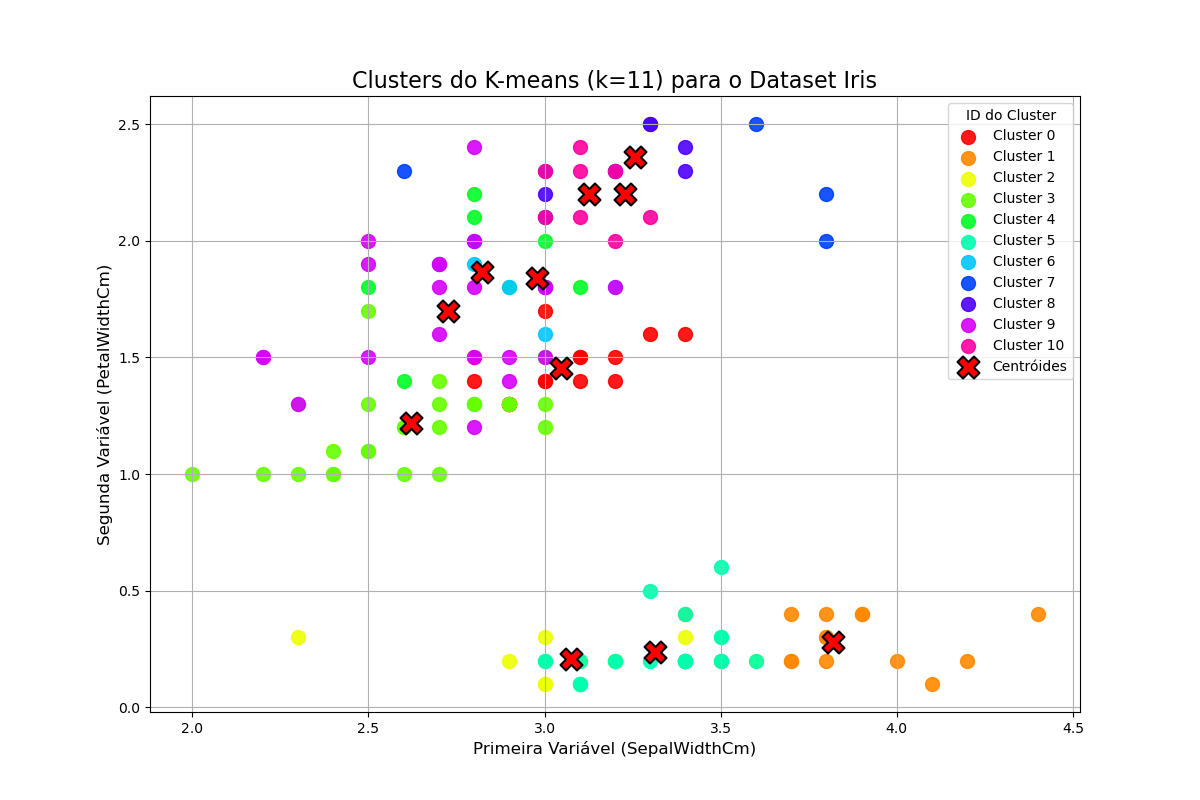 Clusters do K-means (k=11) para o Dataset Iris
ID do Cluster
Cluster 0
Cluster 1
Cluster 2
Cluster 3
Cluster 4
Cluster 5
Cluster 6
Cluster 7
Cluster 8
Cluster 9
Cluster 10
Centróides
Segunda Variável (PetalWidthCm)
2.5
2.0
1.5
1.0
0.5
0.0
2.0
2.5
3.0
3.5
4.0
4.5
Primeira Variável (SepalWidthCm)